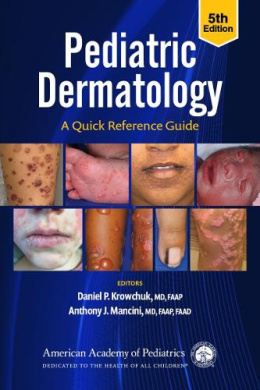 5th
Edition
Pediatric
Dermatology
A Quick Reference Guide
EDITORS
Daniel P. Krowchuk, MD, FAAP
Anthony J. Mancini, MD, FAAP, FAAD
American Academy of Pediatrics
DEDICATED TO THE HEALTH OF ALL CHILDREN®